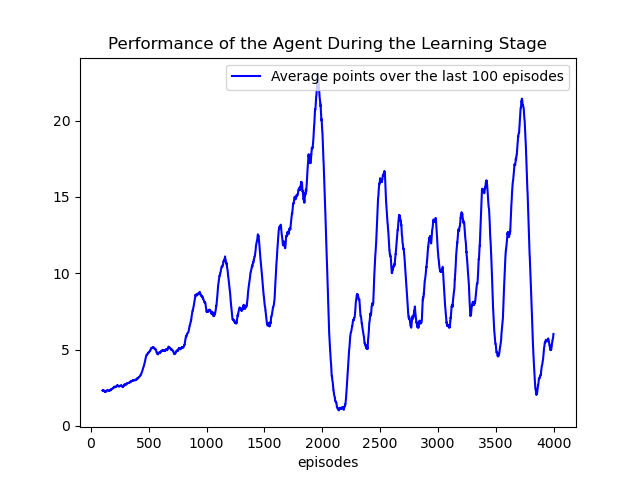 Performance of the Agent During the Learning Stage
Average points over the last 100 episodes
20
15
10
5
0
0 500 1000 1500 2000 2500 3000 3500 4000
episodes